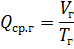 Qср.г = Vг / Tг